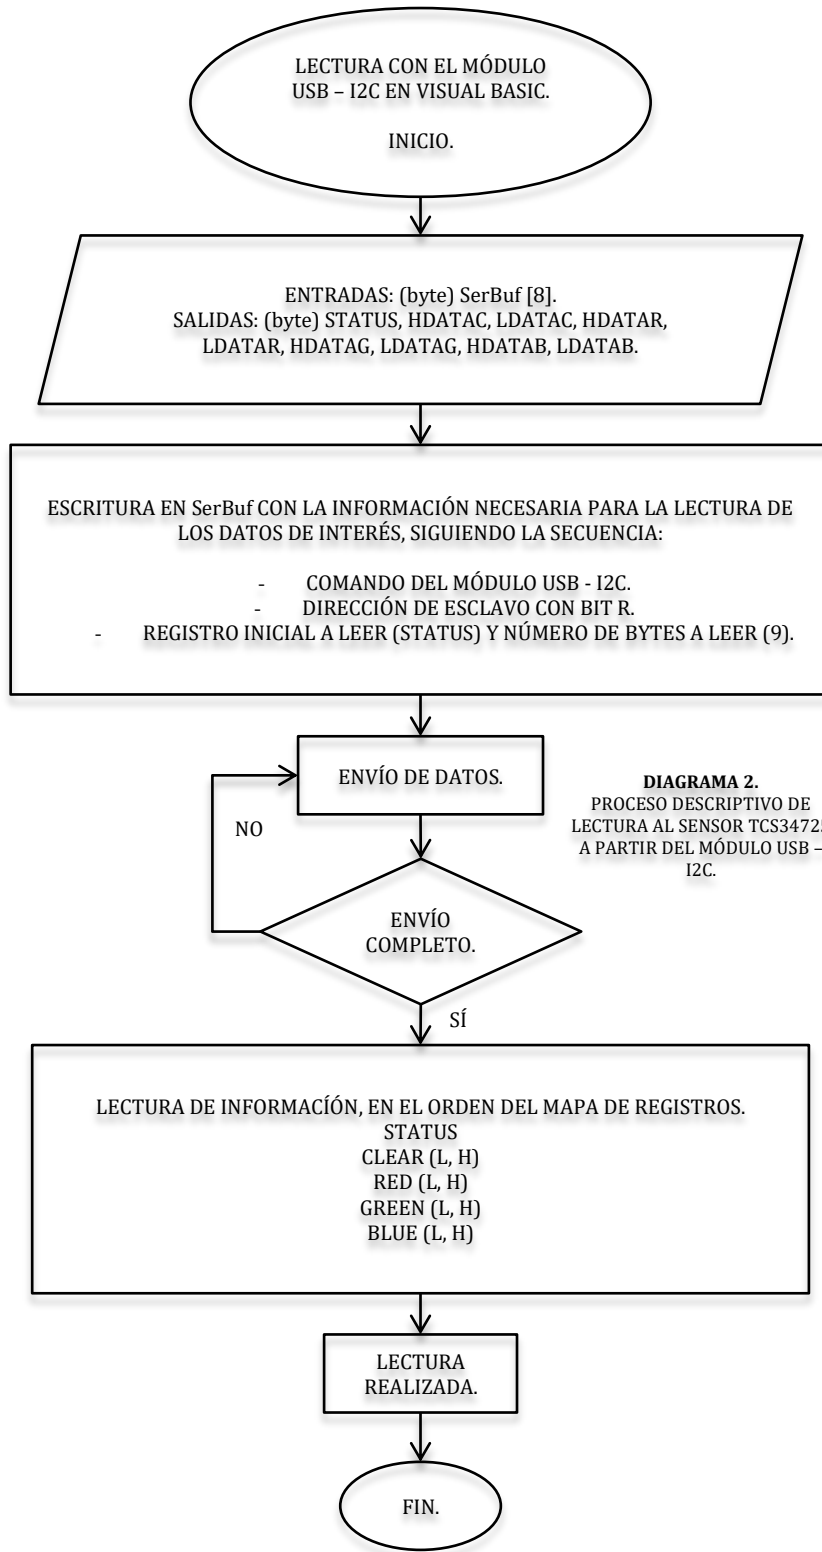 LECTURA CON EL MÓDULO
USB – I2C EN VISUAL BASIC.
INICIO.
ENTRADAS: (byte) SerBuf [8].
SALIDAS: (byte) STATUS, HDATAC, LDATAC, HDATAR,
LDATAR, HDATAG, LDATAG, HDATAB, LDATAB.
ESCRITURA EN SerBuf CON LA INFORMACIÓN NECESARIA PARA LA LECTURA DE
LOS DATOS DE INTERÉS, SIGUIENDO LA SECUENCIA:
- COMANDO DEL MÓDULO USB - I2C.
- DIRECCIÓN DE ESCLAVO CON BIT R.
- REGISTRO INICIAL A LEER (STATUS) Y NÚMERO DE BYTES A LEER (9).
ENVÍO DE DATOS.
DIAGRAMA 2.
PROCESO DESCRIPTIVO DE
LECTURA AL SENSOR TCS34725
A PARTIR DEL MÓDULO USB –
I2C.
NO
ENVÍO
COMPLETO.
SÍ
LECTURA DE INFORMACÍÓN, EN EL ORDEN DEL MAPA DE REGISTROS.
STATUS
CLEAR (L, H)
RED (L, H)
GREEN (L, H)
BLUE (L, H)
LECTURA
REALIZADA.
FIN.